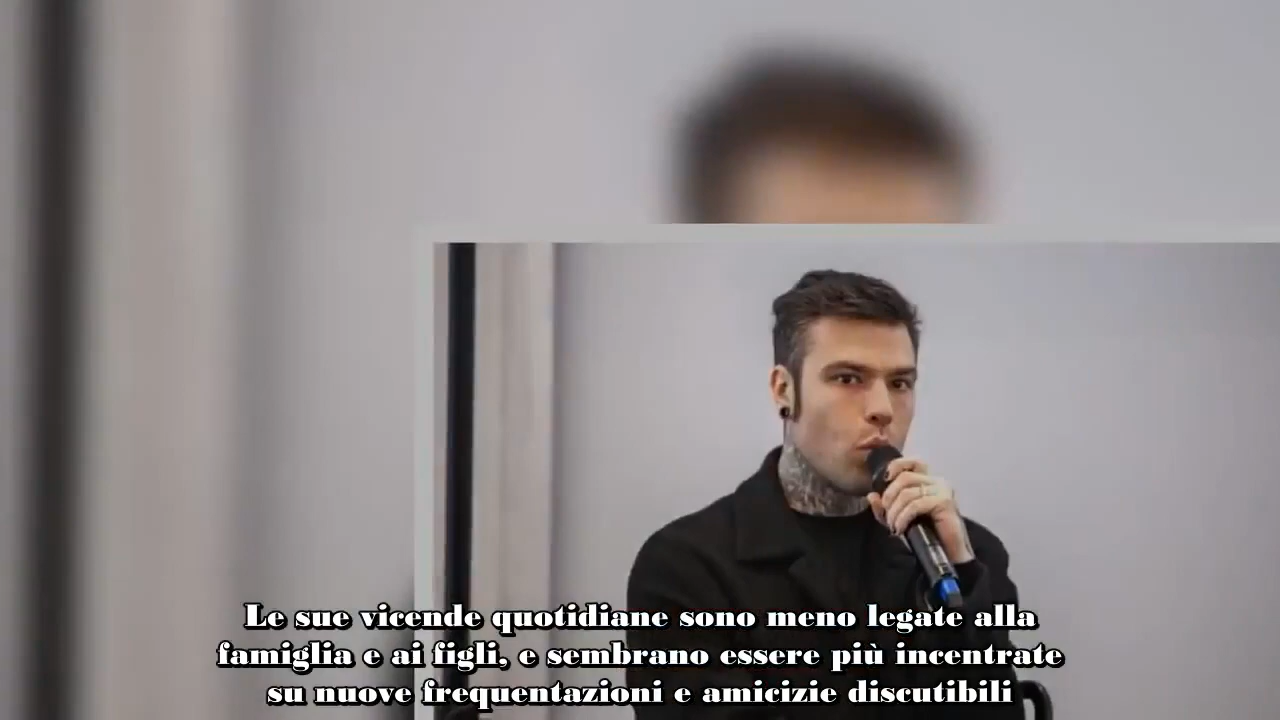 Le sue vicende quotidiane sono meno legate alla
famiglia e ai figli, e sembrano essere più incentrate
su nuove frequentazioni e amicizie discutibili